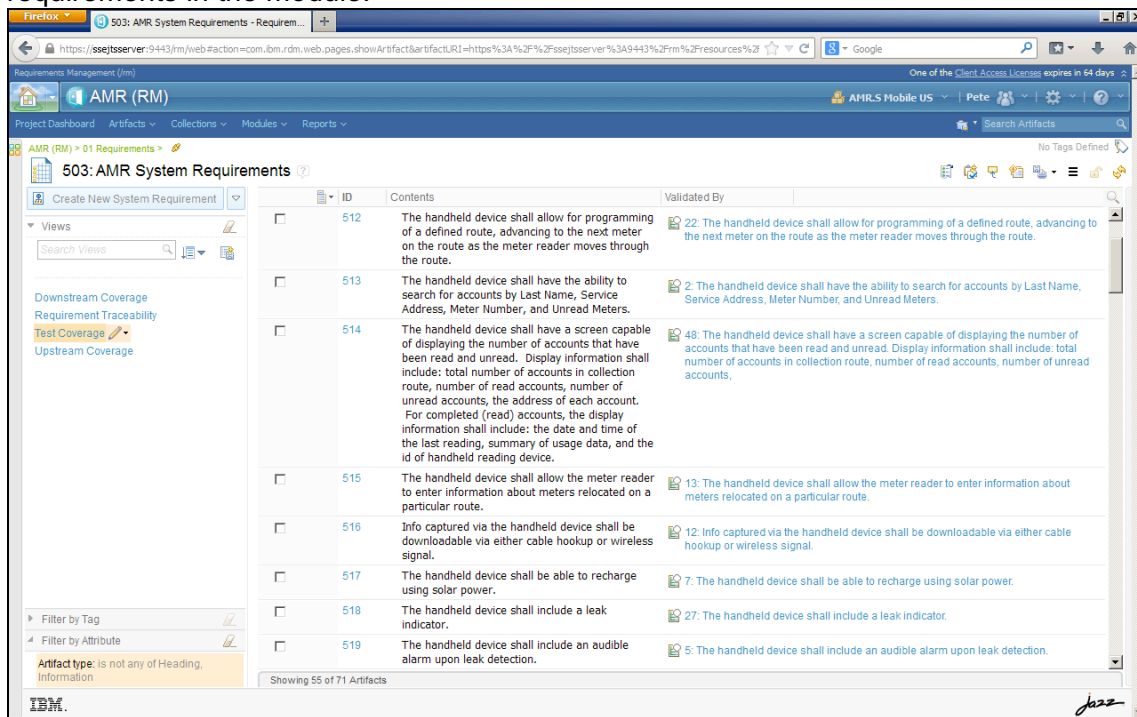 requirements in the module.
Firefox
503: AMR System Requirements - Requirem...
https://ssejtsserver:9443/rm/web#action=com.ibm.rdm.web.pages.showArtifact&artifactURI=https%3A%2F%2Fssejtsserver%3A9443%2Frm%2Fresources%2
Google
Requirements Management (/rm)
One of the Client Access Licenses expires in 64 days
AMR (RM)
AMR.S Mobile US
Pete
Project Dashboard Artifacts Collections Modules Reports
Search Artifacts
AMR (RM) > 01 Requirements >
No Tags Defined
503: AMR System Requirements
Create New System Requirement
Views
Search Views
Downstream Coverage
Requirement Traceability
Test Coverage
Upstream Coverage
Filter by Tag
Filter by Attribute
Artifact type: is not any of Heading,
Information
ID Contents Validated By
512
The handheld device shall allow for programming
of a defined route, advancing to the next meter
on the route as the meter reader moves through
the route.
22: The handheld device shall allow for programming of a defined route, advancing to
the next meter on the route as the meter reader moves through the route.
513
The handheld device shall have the ability to
search for accounts by Last Name, Service
Address, Meter Number, and Unread Meters.
2: The handheld device shall have the ability to search for accounts by Last Name,
Service Address, Meter Number, and Unread Meters.
514
The handheld device shall have a screen capable
of displaying the number of accounts that have
been read and unread. Display information shall
include: total number of accounts in collection
route, number of read accounts, number of
unread accounts, the address of each account.
For completed (read) accounts, the display
information shall include: the date and time of
the last reading, summary of usage data, and the
id of handheld reading device.
48: The handheld device shall have a screen capable of displaying the number of
accounts that have been read and unread. Display information shall include: total
number of accounts in collection route, number of read accounts, number of unread
accounts,
515
The handheld device shall allow the meter reader
to enter information about meters relocated on a
particular route.
13: The handheld device shall allow the meter reader to enter information about
meters relocated on a particular route.
516
Info captured via the handheld device shall be
downloadable via either cable hookup or wireless
signal.
12: Info captured via the handheld device shall be downloadable via either cable
hookup or wireless signal.
517
The handheld device shall be able to recharge
using solar power.
7: The handheld device shall be able to recharge using solar power.
518
The handheld device shall include a leak
indicator.
27: The handheld device shall include a leak indicator.
519
The handheld device shall include an audible
alarm upon leak detection.
5: The handheld device shall include an audible alarm upon leak detection.
Showing 55 of 71 Artifacts
IBM.
jazz